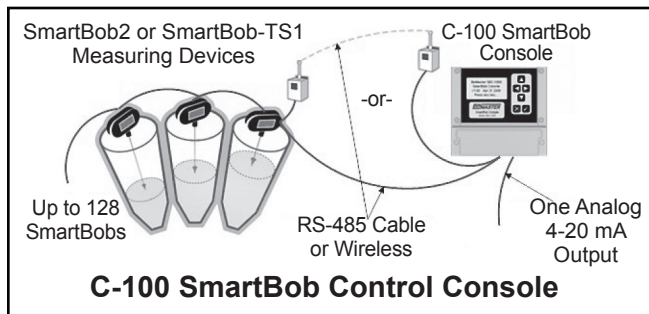 SmartBob2 or SmartBob-TS1
Measuring Devices
C-100 SmartBob
Console
-or-
BINMASTER
Up to 128
SmartBobs
RS-485 Cable
or Wireless
One Analog
4-20 mA
Output
C-100 SmartBob Control Console